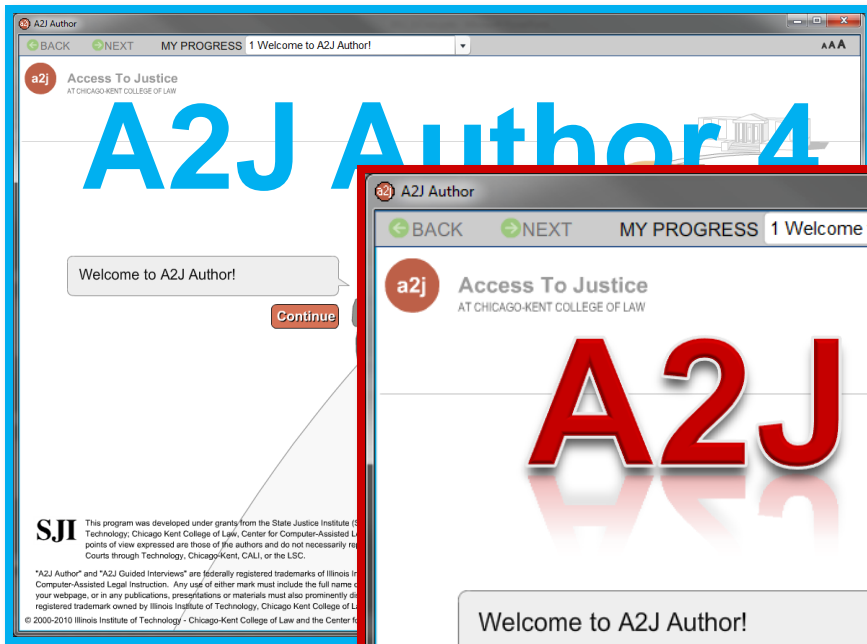 A2J Author
BACK NEXT MY PROGRESS 1 Welcome to A2J Author! AAA
a2j Access To Justice
AT CHICAGO-KENT COLLEGE OF LAW
A2J Author 4
Welcome to A2J Author!
Continue
SJI This program was developed under grants from the State Justice Institute (
Technology; Chicago Kent College of Law, Center for Computer-Assisted
points of view expressed are those of the authors and do not necessarily
Courts through Technology, Chicago-Kent, CALI, or the LSC.
"A2J Author" and "A2J Guided Interviews" are federally registered trademarks of Illinois
Computer-Assisted Legal Instruction. Any use of either mark must include the full name
your webpage, or in any publications, presentations or materials must also prominently
registered trademark owned by Illinois Institute of Technology, Chicago Kent College of
© 2000-2010 Illinois Institute of Technology - Chicago-Kent College of Law and the Center
a2j A2J Author
BACK NEXT MY PROGRESS 1 Welcome
a2j Access To Justice
AT CHICAGO-KENT COLLEGE OF LAW
A2J
Welcome to A2J Author!